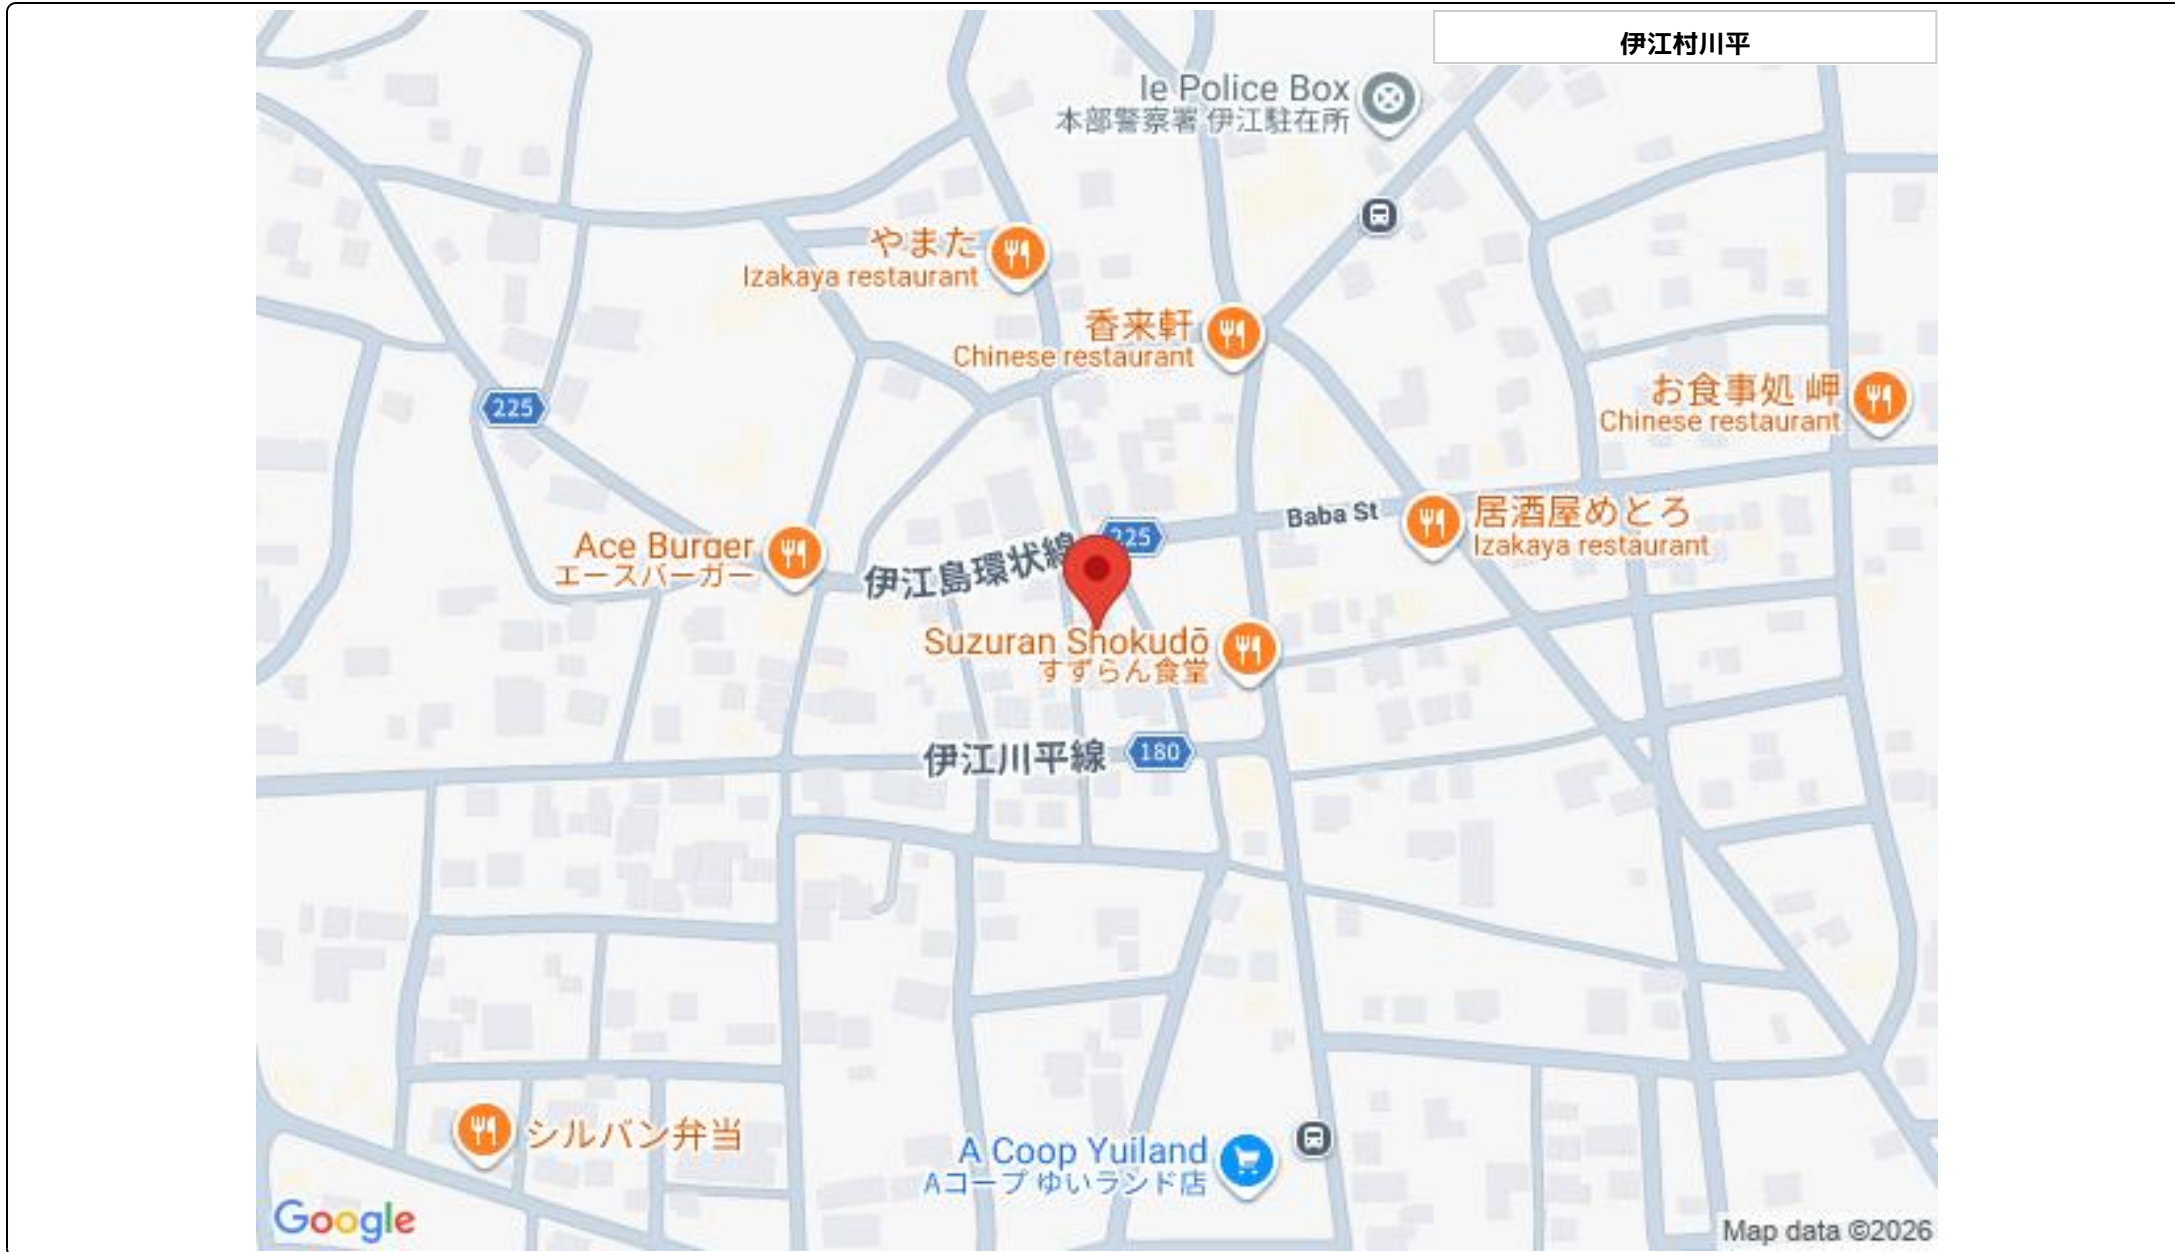 伊江村川平
Ie Police Box
本部警察署 伊江駐在所
やまた
Izakaya restaurant
香来軒
Chinese restaurant
お食事処 岬
Chinese restaurant
225
居酒屋めとろ
Izakaya restaurant
Baba St
225
Ace Burger
エースバーガー
伊江島環状線
Suzuran Shokudō
すずらん食堂
伊江川平線
180
シルバン弁当
A Coop Yuiland
Aコープ ゆいランド店
Google
Map data ©2026